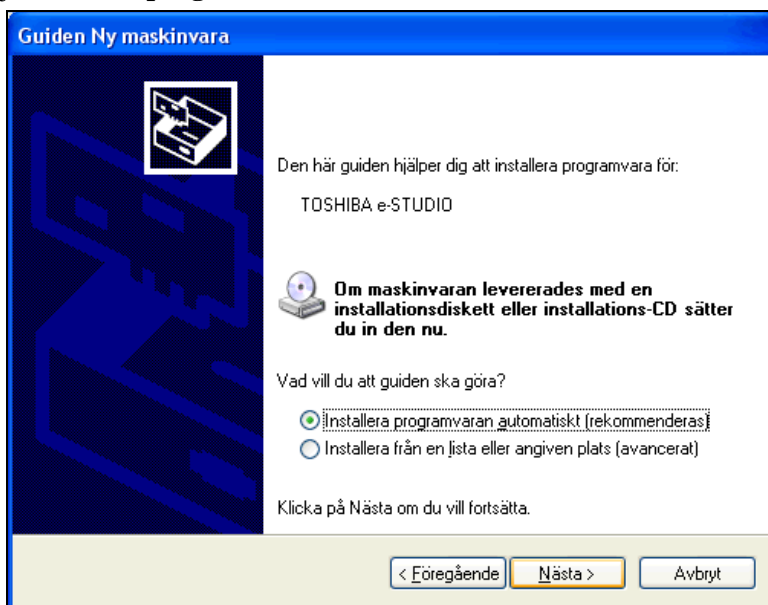 Guiden Ny maskinvara
Den här guiden hjälper dig att installera programvara för:
TOSHIBA e-STUDIO
Om maskinvaran levererades med en
installationsdiskett eller installations-CD sätter
du in den nu.
Vad vill du att guiden ska göra?
Installera programvaran automatiskt (rekommenderas)
Installera från en lista eller angiven plats (avancerat)
Klicka på Nästa om du vill fortsätta.
< Föregående
Nästa >
Avbryt